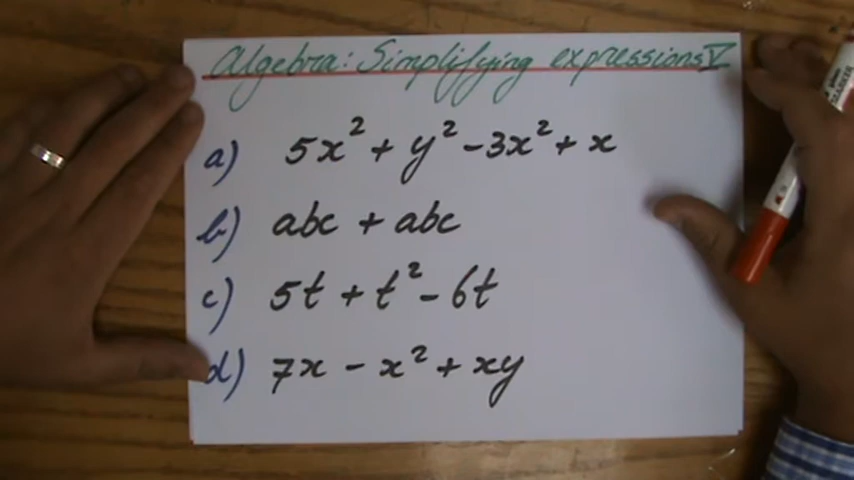 Algebra: Simplifying expressions V
a) 5x² + y² - 3x² + x
b) abc + abc
c) 5t + t² - 6t
d) 7x - x² + xy